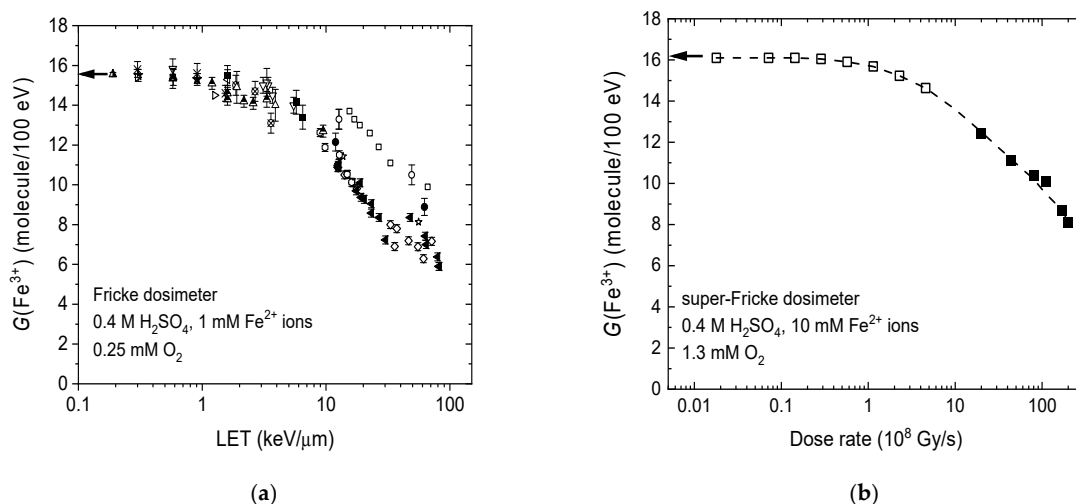 G(Fe³⁺) (molecule/100 eV)
18
16
14
12
10
8
6
4
2
0
Fricke dosimeter
0.4 M H₂SO₄, 1 mM Fe²⁺ ions
0.25 mM O₂
0.1
1
10
100
LET (keV/μm)
(a)
G(Fe³⁺) (molecule/100 eV)
18
16
14
12
10
8
6
4
2
0
super-Fricke dosimeter
0.4 M H₂SO₄, 10 mM Fe²⁺ ions
1.3 mM O₂
0.01
0.1
1
10
100
Dose rate (10⁸ Gy/s)
(b)